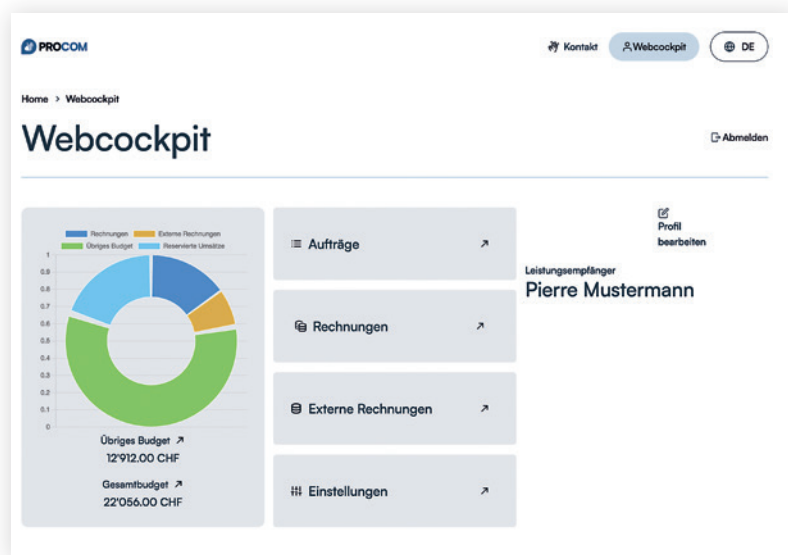 PROCOM
Kontakt
Webcockpit
DE
Home > Webcockpit
Webcockpit
Abmelden
Rechnungen
Externe Rechnungen
Übriges Budget
Reservierte Umsätze
1
0.9
0.8
0.7
0.6
0.5
0.4
0.3
0.2
0.1
0
Übriges Budget
12'912.00 CHF
Gesamtbudget
22'056.00 CHF
Aufträge
Rechnungen
Externe Rechnungen
Einstellungen
Profil
bearbeiten
Leistungsempfänger
Pierre Mustermann